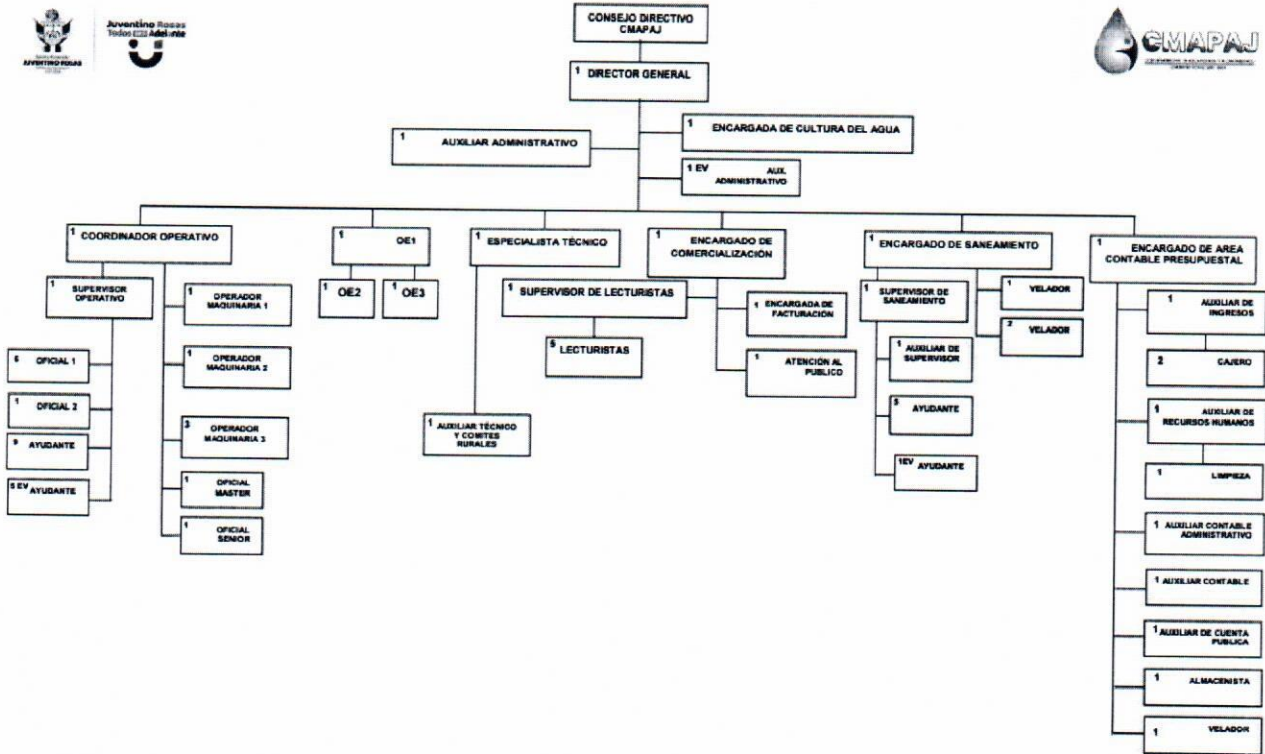 Juventino Rosas
JUVENTINO ROSAS
CMAPAJ
CONSEJO DIRECTIVO
CMAPAJ
1 DIRECTOR GENERAL
1 AUXILIAR ADMINISTRATIVO
1 ENCARGADA DE CULTURA DEL AGUA
1 EV AUX.
ADMINISTRATIVO
1 COORDINADOR OPERATIVO
1 SUPERVISOR
OPERATIVO
6 OFICIAL 1
1 OFICIAL 2
9 AYUDANTE
5 EV AYUDANTE
1 OPERADOR
MAQUINARIA 1
1 OPERADOR
MAQUINARIA 2
3 OPERADOR
MAQUINARIA 3
1 OFICIAL
MASTER
1 OFICIAL
SENIOR
1 OE1
1 OE2
1 OE3
1 ESPECIALISTA TÉCNICO
1 AUXILIAR TÉCNICO
Y COMITES
RURALES
1 ENCARGADO DE
COMERCIALIZACIÓN
1 SUPERVISOR DE LECTURISTAS
5 LECTURISTAS
1 ENCARGADA DE
FACTURACIÓN
1 ATENCIÓN AL
PUBLICO
1 ENCARGADO DE SANEAMIENTO
1 SUPERVISOR DE
SANEAMIENTO
1 AUXILIAR DE
SUPERVISOR
5 AYUDANTE
1EV AYUDANTE
1 VELADOR
2 VELADOR
1 ENCARGADO DE AREA
CONTABLE PRESUPUESTAL
1 AUXILIAR DE
INGRESOS
2 CAJERO
1 AUXILIAR DE
RECURSOS HUMANOS
1 LIMPIEZA
1 AUXILIAR CONTABLE
ADMINISTRATIVO
1 AUXILIAR CONTABLE
1 AUXILIAR DE CUENTA
PUBLICA
1 ALMACENISTA
1 VELADOR